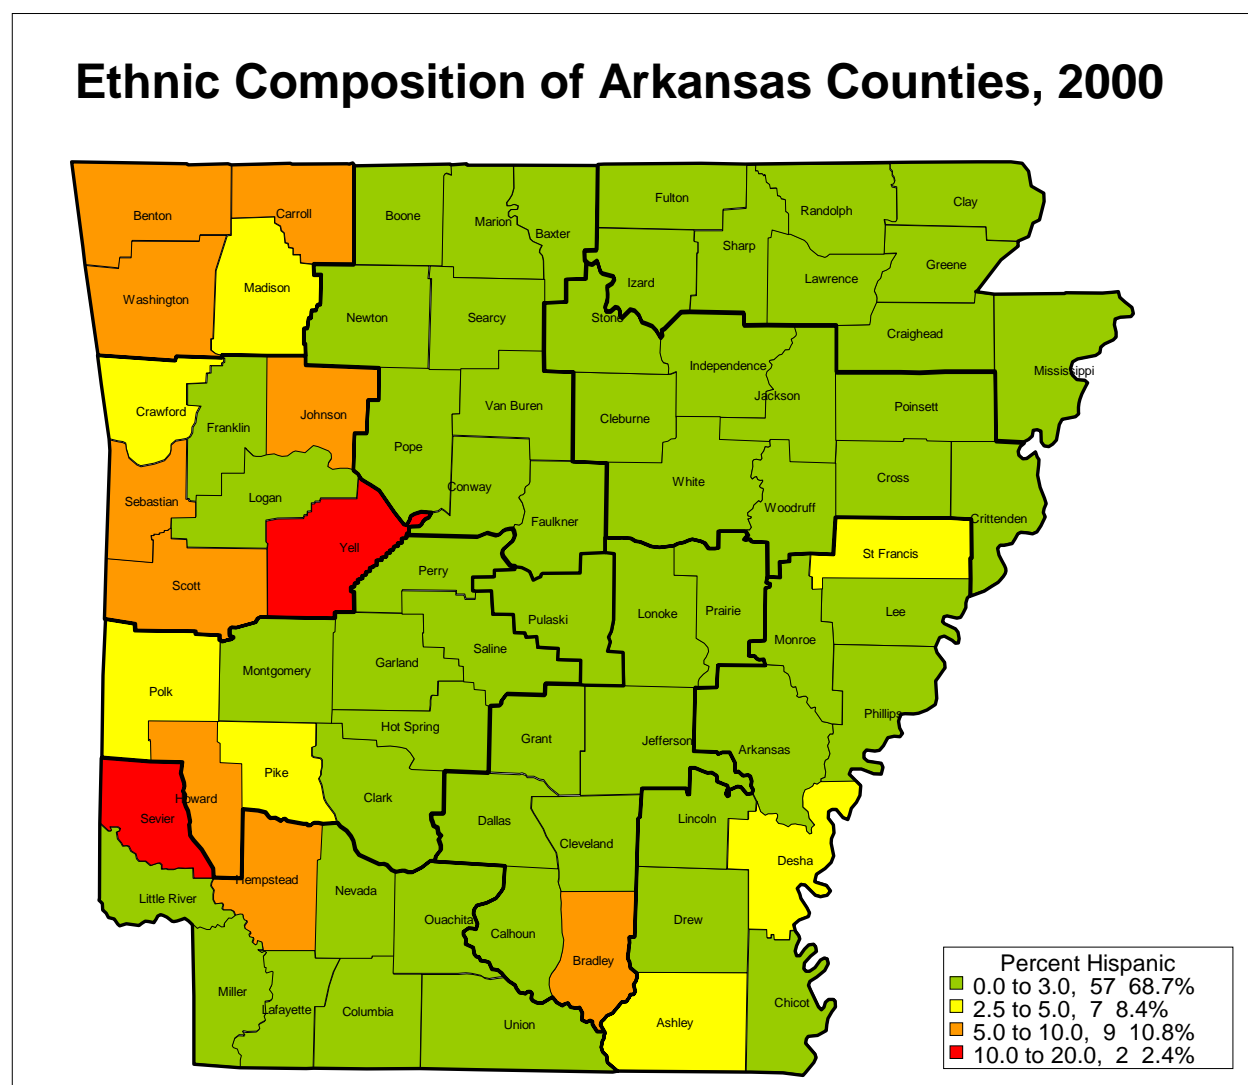 Ethnic Composition of Arkansas Counties, 2000
Benton
Carroll
Boone
Marion
Baxter
Fulton
Randolph
Clay
Sharp
Izard
Lawrence
Greene
Washington
Madison
Newton
Searcy
Stone
Craighead
Independence
Mississippi
Jackson
Crawford
Franklin
Johnson
Van Buren
Cleburne
Poinsett
Pope
Sebastian
Logan
Conway
White
Cross
Faulkner
Woodruff
Crittenden
Yell
St Francis
Scott
Perry
Pulaski
Lonoke
Prairie
Lee
Monroe
Saline
Garland
Montgomery
Polk
Hot Spring
Grant
Jefferson
Phillips
Arkansas
Pike
Howard
Clark
Sevier
Dallas
Cleveland
Lincoln
Desha
Hempstead
Little River
Nevada
Ouachita
Calhoun
Drew
Bradley
Miller
Lafayette
Columbia
Union
Ashley
Chicot
Percent Hispanic
0.0 to 3.0, 57 68.7%
2.5 to 5.0, 7 8.4%
5.0 to 10.0, 9 10.8%
10.0 to 20.0, 2 2.4%